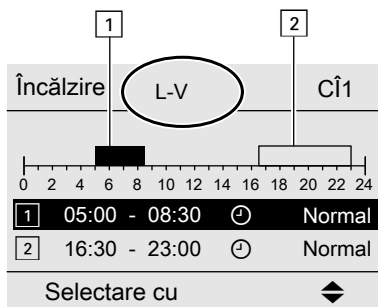 1 2
Încălzire L-V CÎ1
0 2 4 6 8 10 12 14 16 18 20 22 24
1 05:00 - 08:30 Normal
2 16:30 - 23:00 Normal
Selectare cu